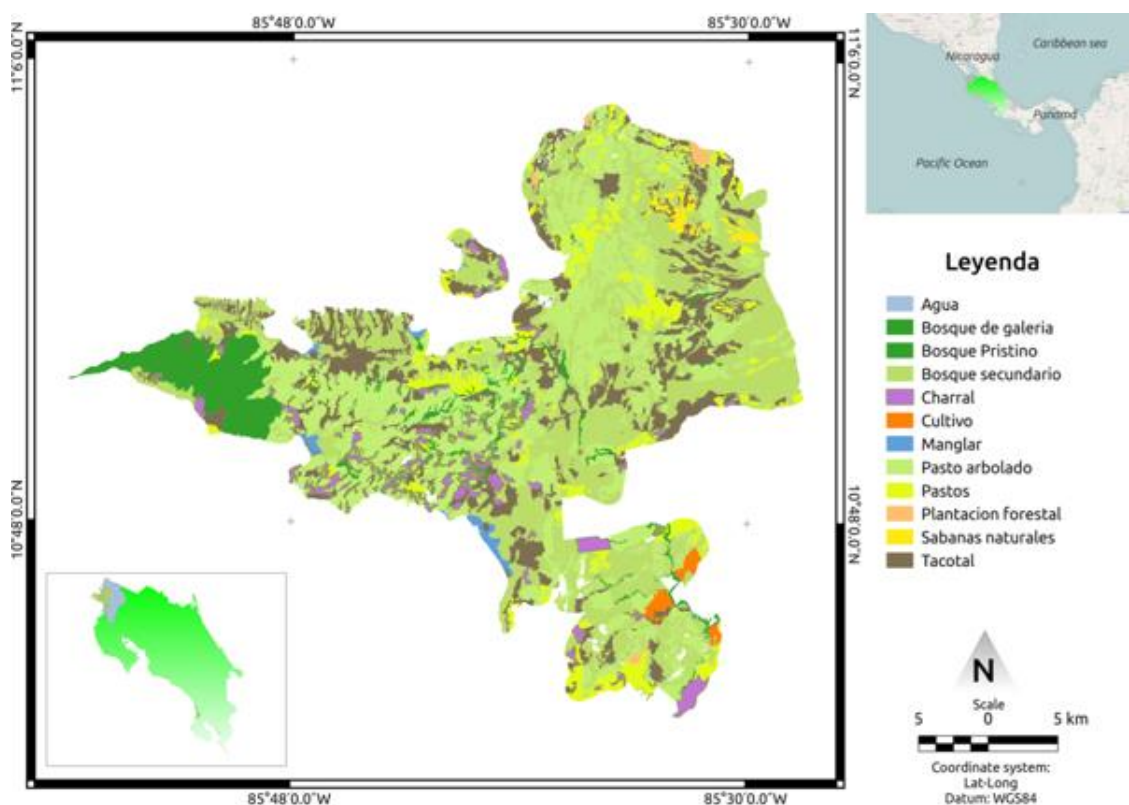 85°48´0.0"W
85°30´0.0"W
11°6´0.0"N
11°6´0.0"N
Caribbean sea
Nicaragua
Panamá
Pacific Ocean
Leyenda
Agua
Bosque de galeria
Bosque Pristino
Bosque secundario
Charral
Cultivo
Manglar
Pasto arbolado
Pastos
Plantacion forestal
Sabanas naturales
Tacotal
10°48´0.0"N
10°48´0.0"N
N
Scale
5 0 5 km
Coordinate system:
Lat-Long
Datum: WGS84
85°48´0.0"W
85°30´0.0"W